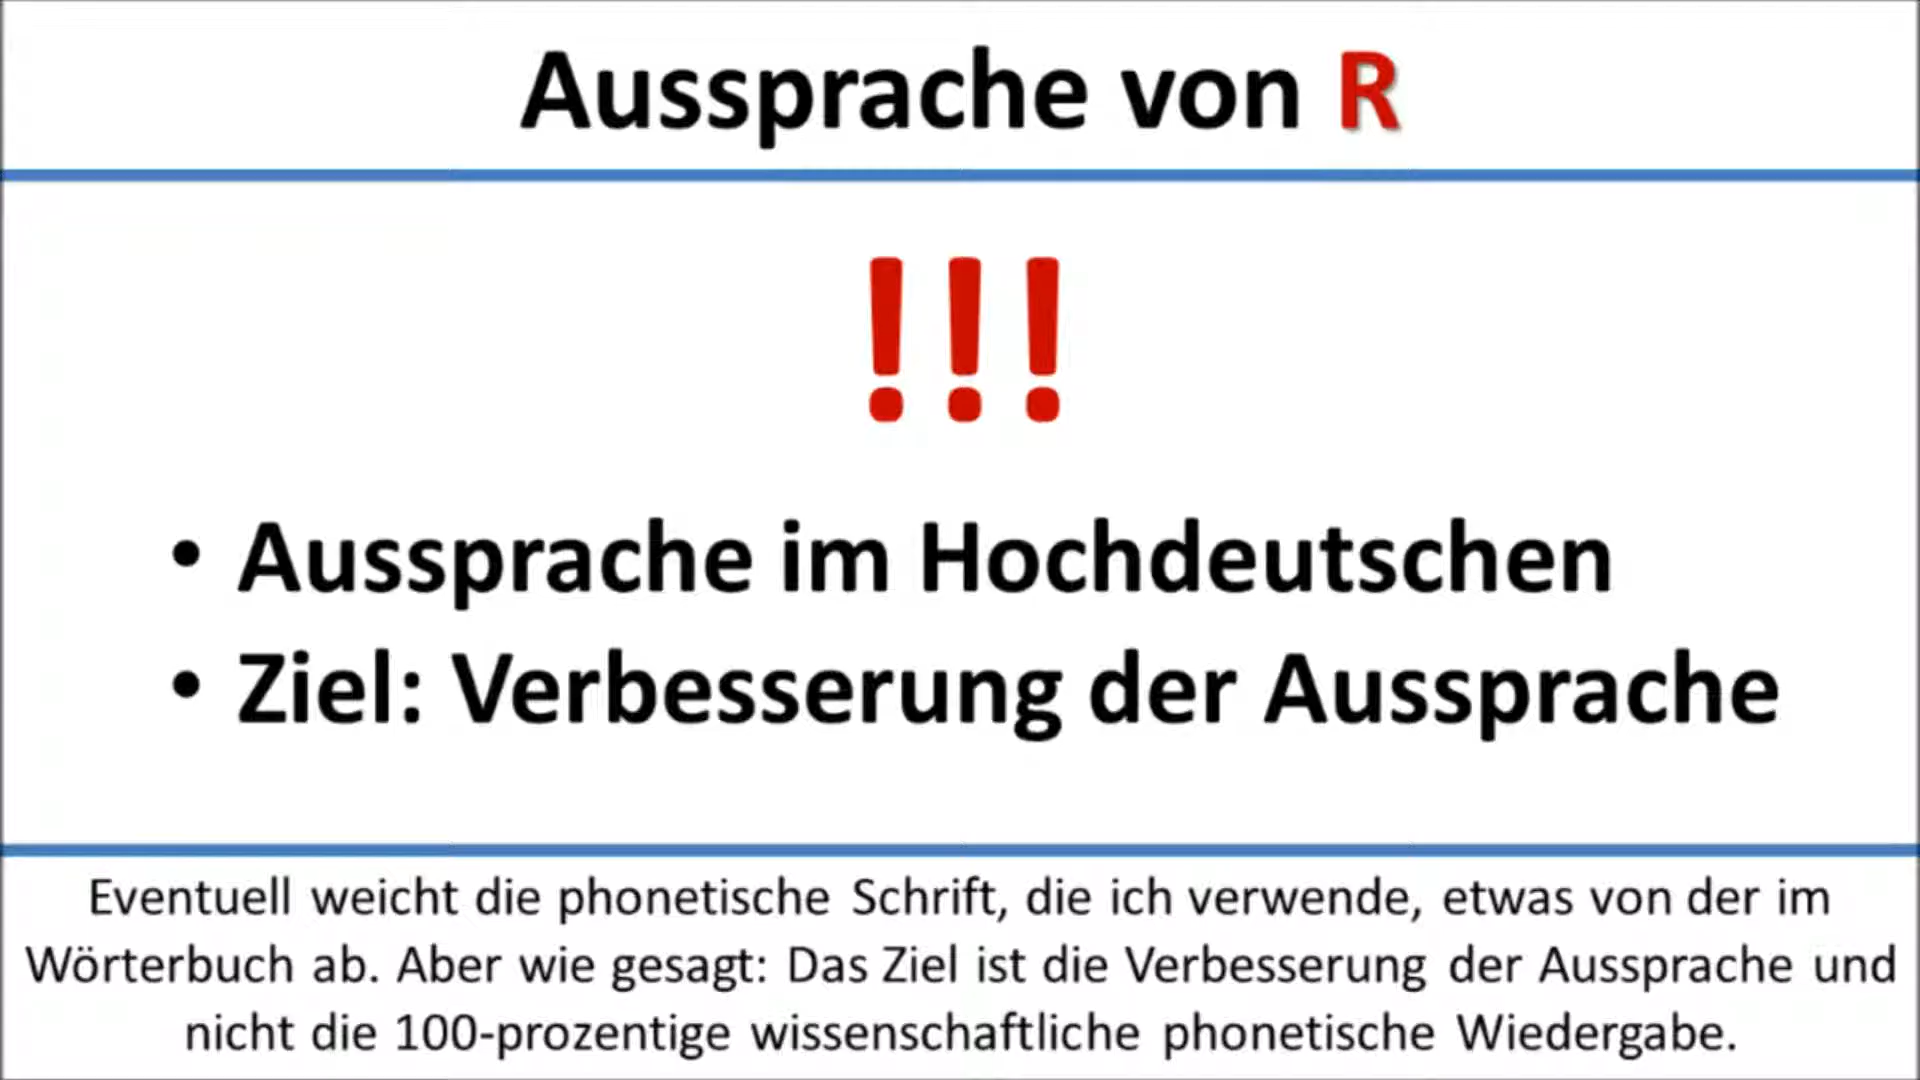 Aussprache von R
!!!
• Aussprache im Hochdeutschen
• Ziel: Verbesserung der Aussprache
Eventuell weicht die phonetische Schrift, die ich verwende, etwas von der im
Wörterbuch ab. Aber wie gesagt: Das Ziel ist die Verbesserung der Aussprache und
nicht die 100-prozentige wissenschaftliche phonetische Wiedergabe.